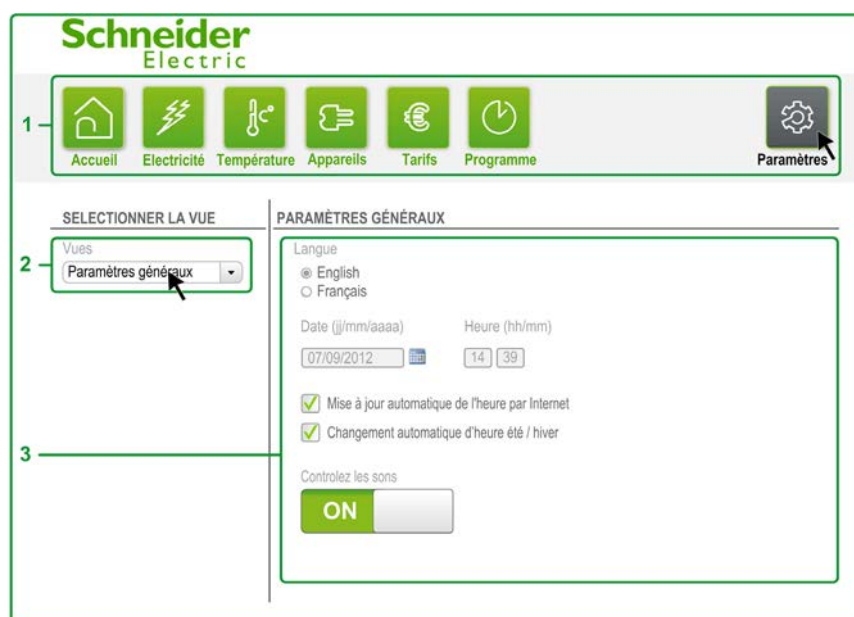 Schneider
Electric
1
Accueil Electricité Température Appareils Tarifs Programme Paramètres
SELECTIONNER LA VUE
PARAMÈTRES GÉNÉRAUX
2
Vues
Paramètres généraux
Langue
English
Français
Date (jj/mm/aaaa) Heure (hh/mm)
07/09/2012 14 39
Mise à jour automatique de l'heure par Internet
Changement automatique d'heure été / hiver
3
Controlez les sons
ON